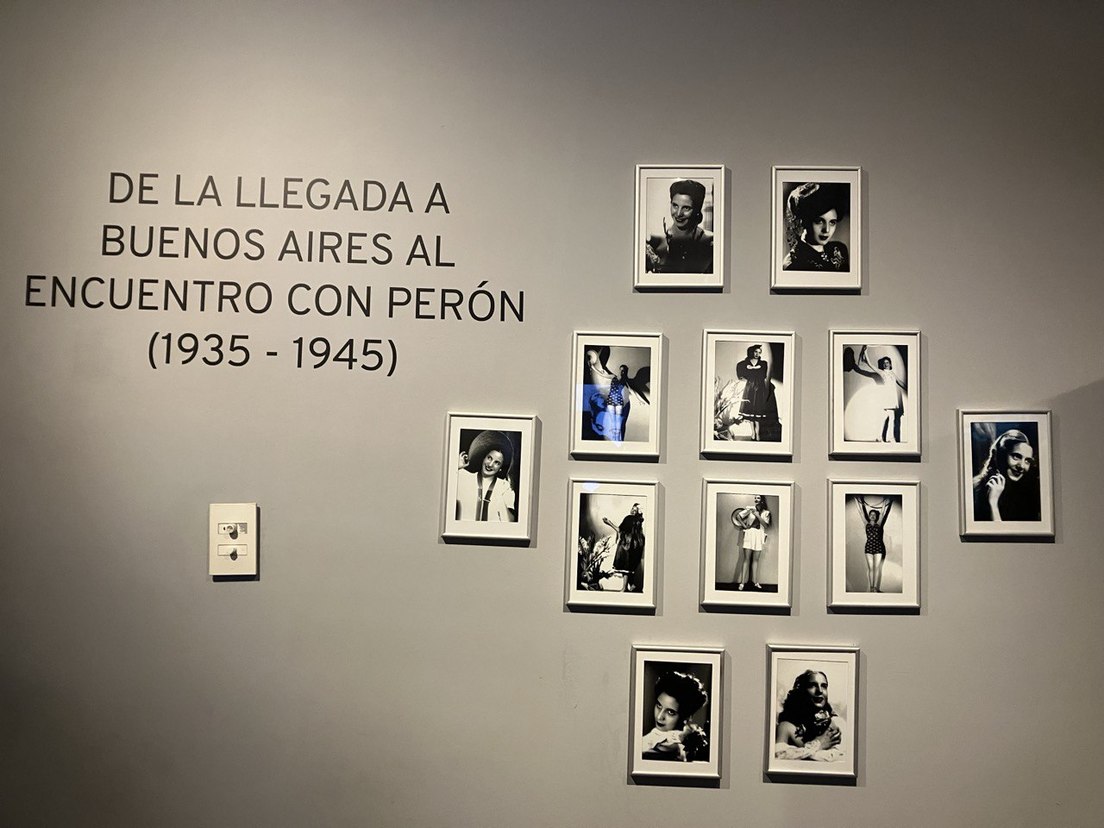 DE LA LLEGADA A
BUENOS AIRES AL
ENCUENTRO CON PERÓN
(1935 - 1945)